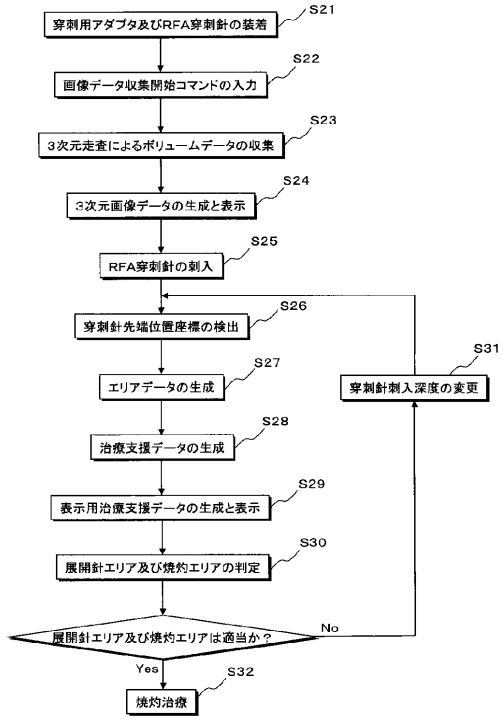 S21
穿刺用アダプタ及びRFA穿刺針の装着
S22
画像データ収集開始コマンドの入力
S23
3次元走査によるボリュームデータの収集
S24
3次元画像データの生成と表示
S25
RFA穿刺針の刺入
S26
穿刺針先端位置座標の検出
S27
エリアデータの生成
S28
治療支援データの生成
S29
表示用治療支援データの生成と表示
S30
展開針エリア及び焼灼エリアの判定
展開針エリア及び焼灼エリアは適当か?
No
S31
穿刺針刺入深度の変更
Yes
S32
焼灼治療